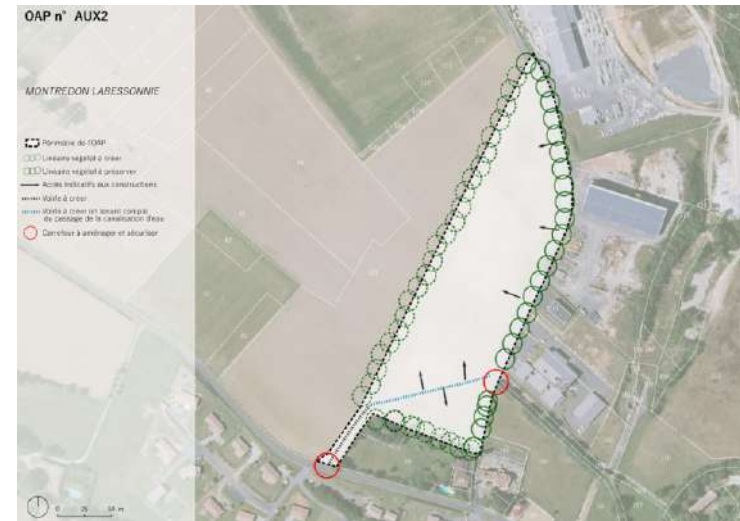 OAP n° AUX2
MONTREDON LABESSONNIE
Périmètre de l'OAP
Linéaire végétal à créer
Linéaire végétal à préserver
Accès indicatifs aux constructions
Voirie à créer
Voirie à créer en tenant compte
du passage de la canalisation d'eau
Carrefour à aménager et sécuriser
0 25 50 m